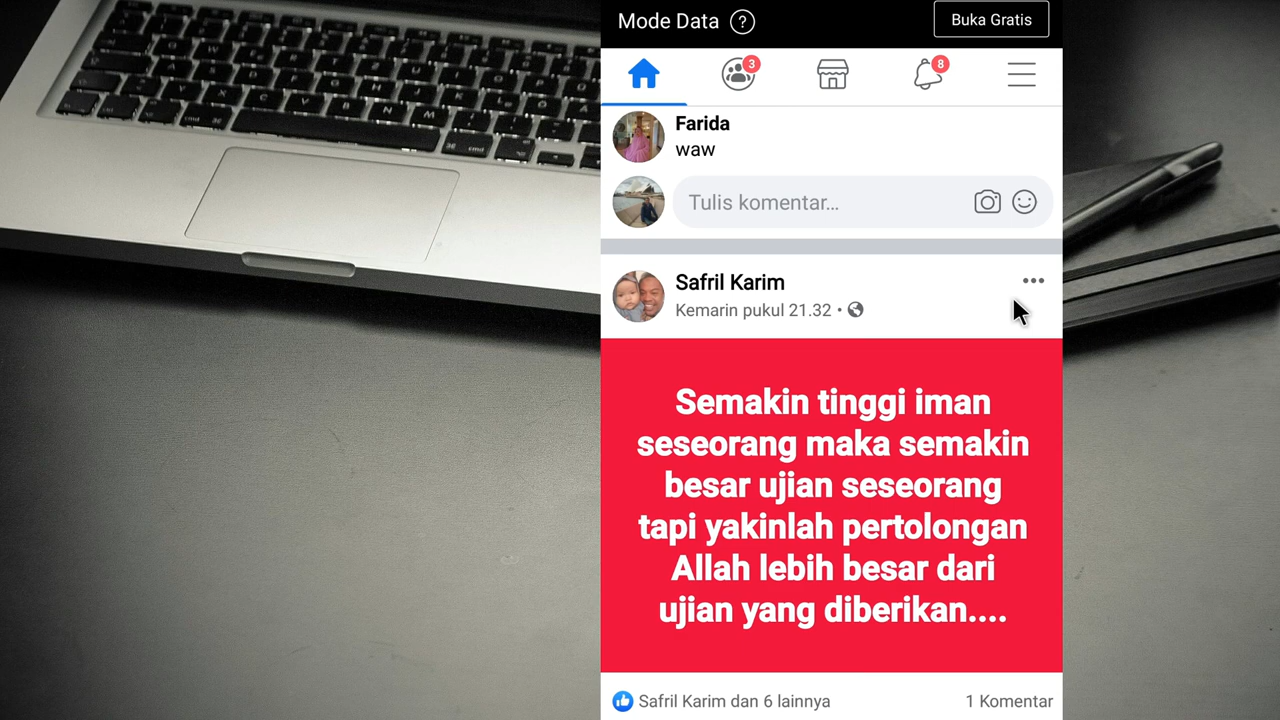 Mode Data ?
Buka Gratis
3
8
Farida
waw
Tulis komentar...
Safril Karim
Kemarin pukul 21.32 •
Semakin tinggi iman
seseorang maka semakin
besar ujian seseorang
tapi yakinlah pertolongan
Allah lebih besar dari
ujian yang diberikan....
Safril Karim dan 6 lainnya
1 Komentar